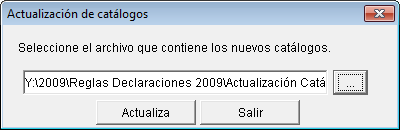 Actualización de catálogos
Seleccione el archivo que contiene los nuevos catálogos.
Y:\2009\Reglas Declaraciones 2009\Actualización Catá
...
Actualiza
Salir